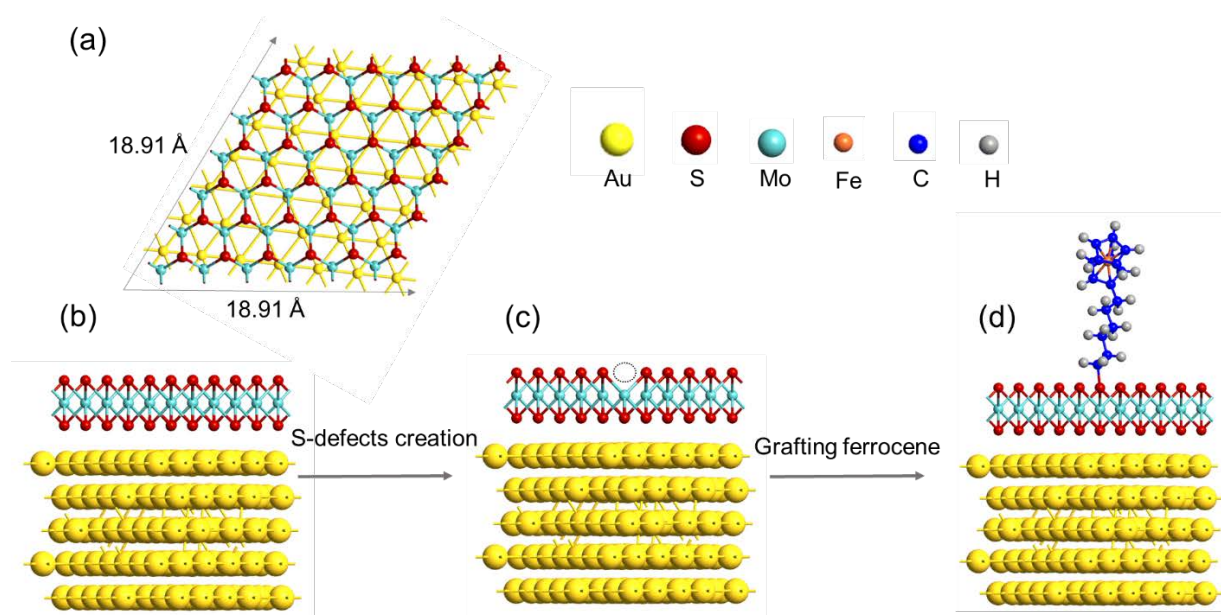 (a)
18.91 Å
18.91 Å
Au
S
Mo
Fe
C
H
(b)
(c)
(d)
S-defects creation
Grafting ferrocene